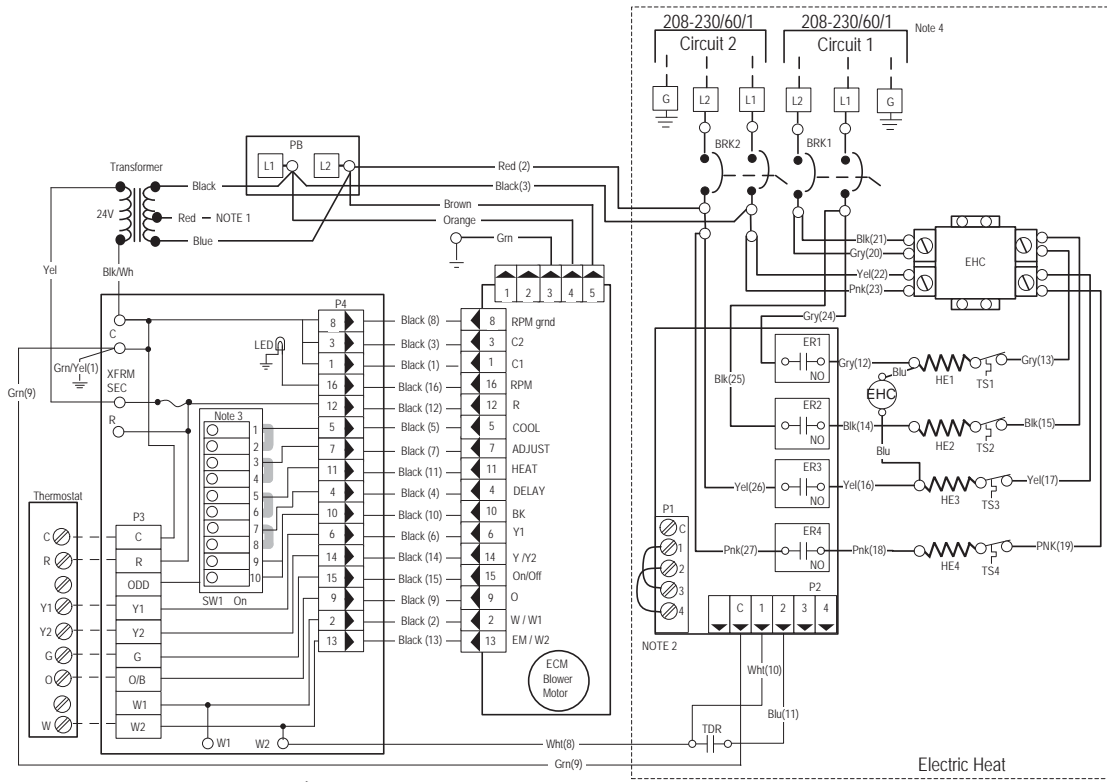 208-230/60/1 208-230/60/1 Note 4
Circuit 2 Circuit 1
G L2 L1 L2 L1 G
BRK2 BRK1
PB
L1 L2
Transformer
24V
Black
Red – NOTE 1
Blue
Red (2)
Black(3)
Brown
Orange
Grn
Yel
Blk/Wh
1 2 3 4 5
Blk(21)
Gry(20)
Yel(22)
Pnk(23)
EHC
Gry(24)
Blk(25)
Yel(26)
Pnk(27)
C
Grn/Yel(1)
Grn(9)
XFRM
SEC
R
LED
P4
8 Black (8) 8 RPM grnd
3 Black (3) 3 C2
1 Black (1) 1 C1
16 Black (16) 16 RPM
12 Black (12) 12 R
5 Black (5) 5 COOL
7 Black (7) 7 ADJUST
11 Black (11) 11 HEAT
4 Black (4) 4 DELAY
10 Black (10) 10 BK
6 Black (6) 6 Y1
14 Black (14) 14 Y /Y2
15 Black (15) 15 On/Off
9 Black (9) 9 O
2 Black (2) 2 W / W1
13 Black (13) 13 EM / W2
ECM
Blower
Motor
Note 3
1
2
3
4
5
6
7
8
9
10
SW1 On
Thermostat
C
R
Y1
Y2
G
O
W
P3
C
R
ODD
Y1
Y2
G
O/B
W1
W2
W1 W2
ER1
NO
Gry(12)
HE1
TS1
Gry(13)
Blu
EHC
Blu
ER2
NO
Blk(14)
HE2
TS2
Blk(15)
ER3
NO
Yel(16)
HE3
TS3
Yel(17)
ER4
NO
Pnk(18)
HE4
TS4
PNK(19)
P1
C
1
2
3
4
NOTE 2
P2
C 1 2 3 4
Wht(10)
Blu(11)
TDR
Wht(8)
Grn(9)
Electric Heat